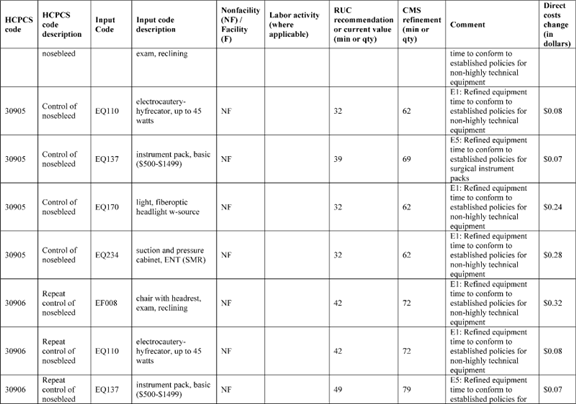 HCPCS code | HCPCS code description | Input Code | Input code description | Nonfacility (NF) / Facility (F) | Labor activity (where applicable) | RUC recommendation or current value (min or qty) | CMS refinement (min or qty) | Comment | Direct costs change (in dollars)
| nosebleed | | exam, reclining | | | | | time to conform to established policies for non-highly technical equipment |
30905 | Control of nosebleed | EQ110 | electrocautery-hyfrecator, up to 45 watts | NF | | 32 | 62 | E1: Refined equipment time to conform to established policies for non-highly technical equipment | $0.08
30905 | Control of nosebleed | EQ137 | instrument pack, basic ($500-$1499) | NF | | 39 | 69 | E5: Refined equipment time to conform to established policies for surgical instrument packs | $0.07
30905 | Control of nosebleed | EQ170 | light, fiberoptic headlight w-source | NF | | 32 | 62 | E1: Refined equipment time to conform to established policies for non-highly technical equipment | $0.24
30905 | Control of nosebleed | EQ234 | suction and pressure cabinet, ENT (SMR) | NF | | 32 | 62 | E1: Refined equipment time to conform to established policies for non-highly technical equipment | $0.28
30906 | Repeat control of nosebleed | EF008 | chair with headrest, exam, reclining | NF | | 42 | 72 | E1: Refined equipment time to conform to established policies for non-highly technical equipment | $0.32
30906 | Repeat control of nosebleed | EQ110 | electrocautery-hyfrecator, up to 45 watts | NF | | 42 | 72 | E1: Refined equipment time to conform to established policies for non-highly technical equipment | $0.08
30906 | Repeat control of nosebleed | EQ137 | instrument pack, basic ($500-$1499) | NF | | 49 | 79 | E5: Refined equipment time to conform to established policies for | $0.07